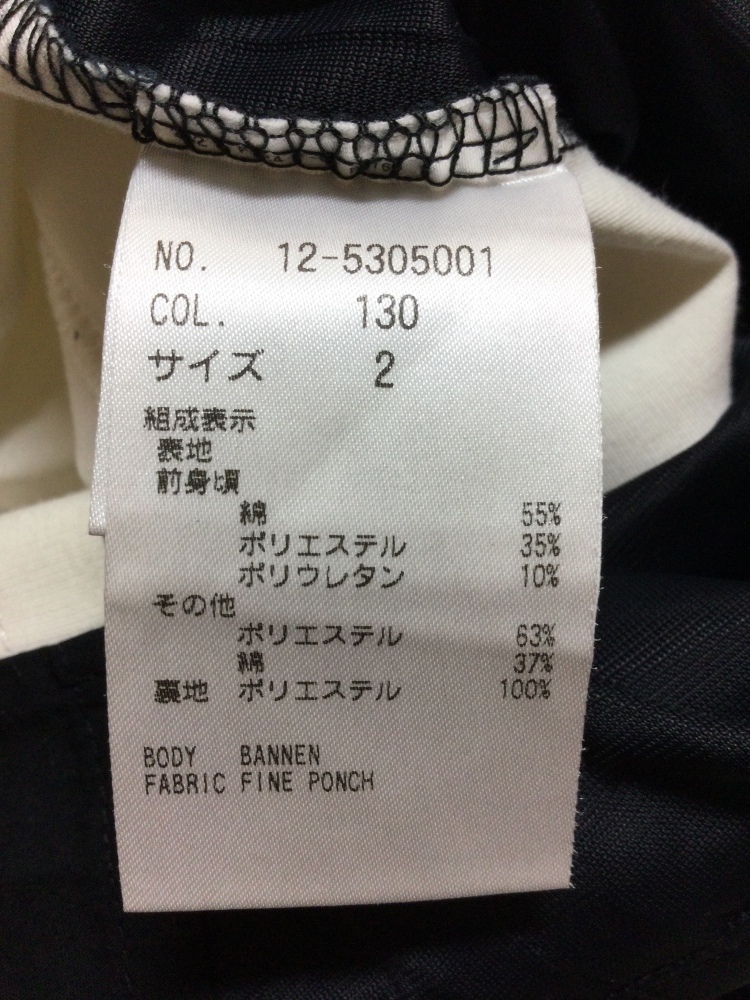 NO. 12-5305001
COL. 130
サイズ 2
組成表示
表地
前身頃
綿 55%
ポリエステル 35%
ポリウレタン 10%
その他
ポリエステル 63%
綿 37%
裏地 ポリエステル 100%
BODY BANNEN
FABRIC FINE PONCH